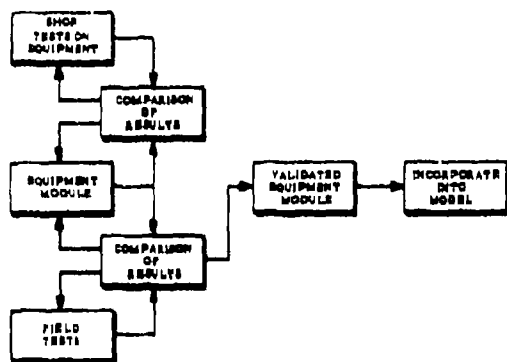 SHOP
TESTS ON
EQUIPMENT
COMPARISON
OF
RESULTS
EQUIPMENT
MODULE
VALIDATED
EQUIPMENT
MODULE
INCORPORATE
INTO
MODEL
COMPARISON
OF
RESULTS
FIELD
TESTS